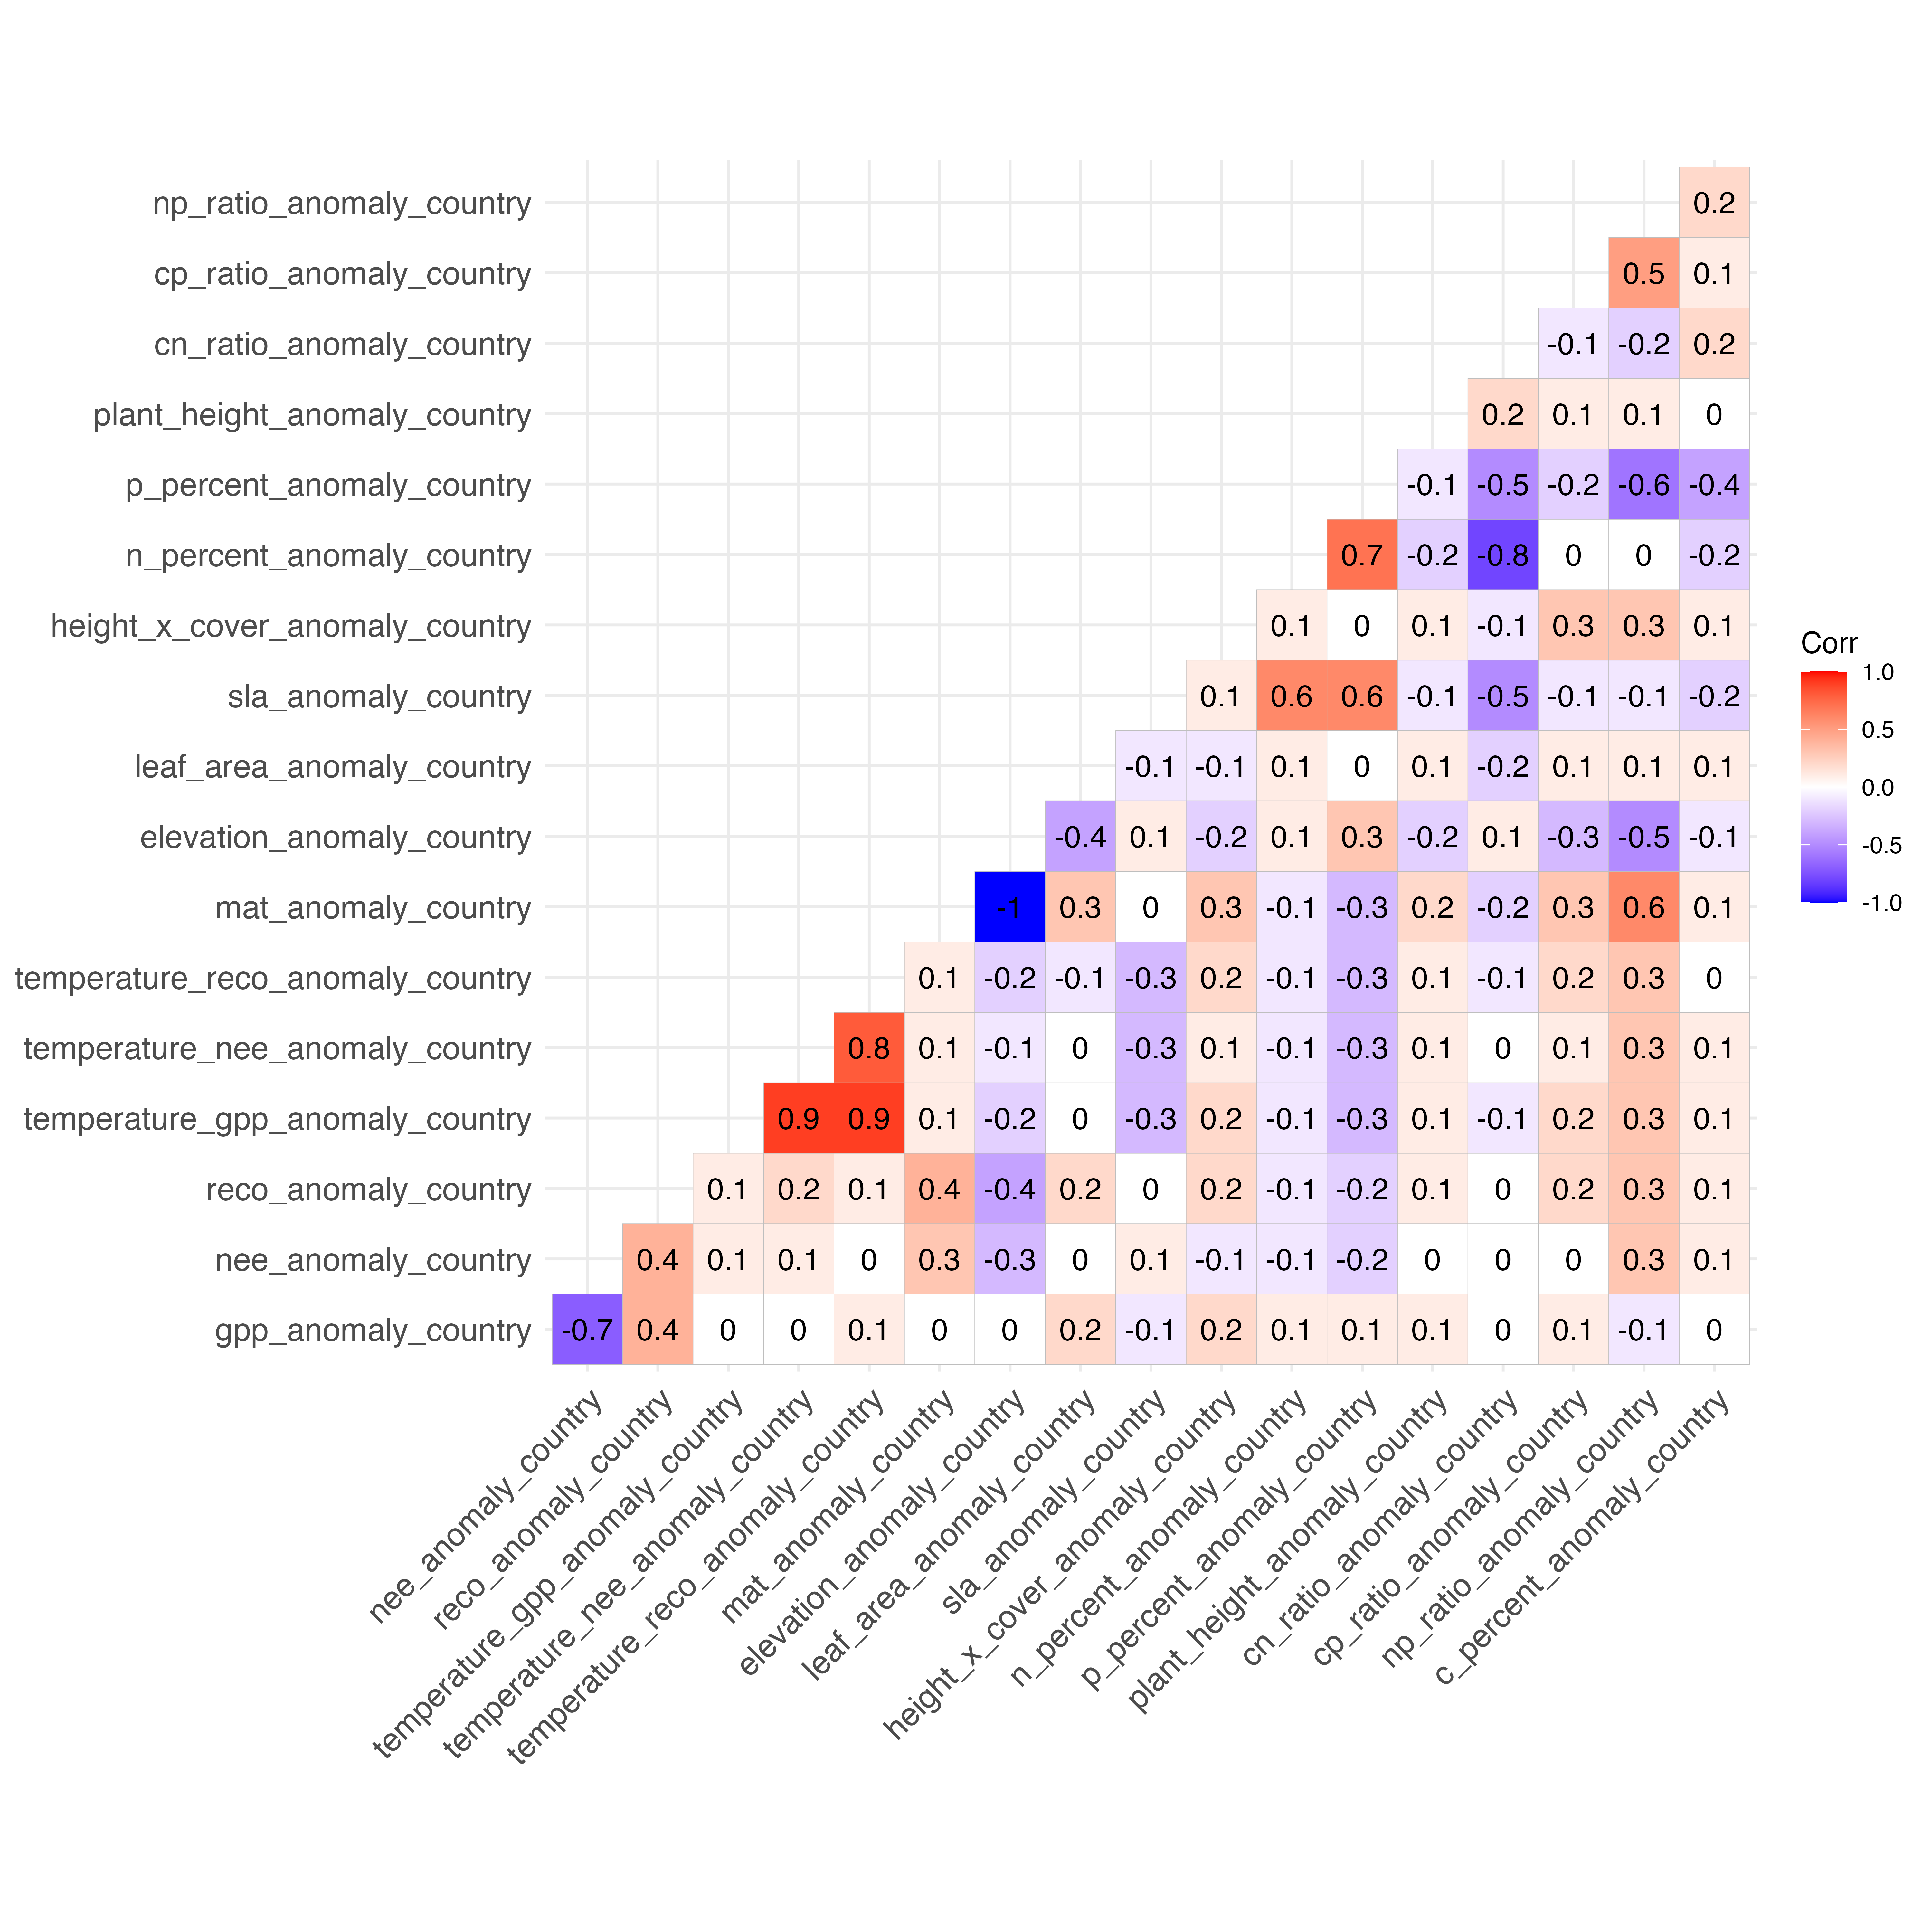 np_ratio_anomaly_country 0.2
cp_ratio_anomaly_country 0.5 0.1
cn_ratio_anomaly_country -0.1 -0.2 0.2
plant_height_anomaly_country 0.2 0.1 0.1 0
p_percent_anomaly_country -0.1 -0.5 -0.2 -0.6 -0.4
n_percent_anomaly_country 0.7 -0.2 -0.8 0 0 -0.2
height_x_cover_anomaly_country 0.1 0 0.1 -0.1 0.3 0.3 0.1
sla_anomaly_country 0.1 0.6 0.6 -0.1 -0.5 -0.1 -0.1 -0.2
leaf_area_anomaly_country -0.1 -0.1 0.1 0 0.1 -0.2 0.1 0.1 0.1
elevation_anomaly_country -0.4 0.1 -0.2 0.1 0.3 -0.2 0.1 -0.3 -0.5 -0.1
mat_anomaly_country -1 0.3 0 0.3 -0.1 -0.3 0.2 -0.2 0.3 0.6 0.1
temperature_reco_anomaly_country 0.1 -0.2 -0.1 -0.3 0.2 -0.1 -0.3 0.1 -0.1 0.2 0.3 0
temperature_nee_anomaly_country 0.8 0.1 -0.1 0 -0.3 0.1 -0.1 -0.3 0.1 0 0.1 0.3 0.1
temperature_gpp_anomaly_country 0.9 0.9 0.1 -0.2 0 -0.3 0.2 -0.1 -0.3 0.1 -0.1 0.2 0.3 0.1
reco_anomaly_country 0.1 0.2 0.1 0.4 -0.4 0.2 0 0.2 -0.1 -0.2 0.1 0 0.2 0.3 0.1
nee_anomaly_country 0.4 0.1 0.1 0 0.3 -0.3 0 0.1 -0.1 -0.1 -0.2 0 0 0 0.3 0.1
gpp_anomaly_country -0.7 0.4 0 0 0.1 0 0 0.2 -0.1 0.2 0.1 0.1 0.1 0 0.1 -0.1 0
nee_anomaly_country
reco_anomaly_country
temperature_gpp_anomaly_country
temperature_nee_anomaly_country
temperature_reco_anomaly_country
mat_anomaly_country
elevation_anomaly_country
leaf_area_anomaly_country
sla_anomaly_country
height_x_cover_anomaly_country
n_percent_anomaly_country
p_percent_anomaly_country
plant_height_anomaly_country
cn_ratio_anomaly_country
cp_ratio_anomaly_country
np_ratio_anomaly_country
c_percent_anomaly_country
Corr
1.0
0.5
0.0
-0.5
-1.0